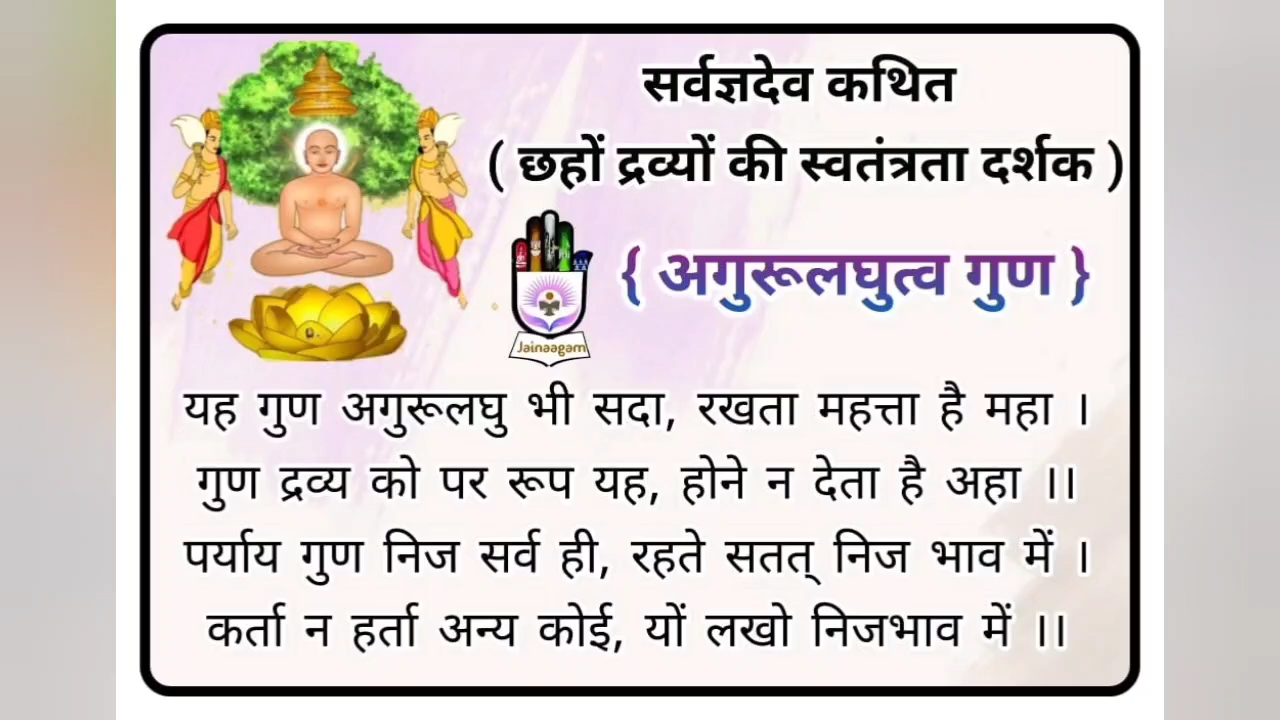 सर्वज्ञदेव कथित
( छहों द्रव्यों की स्वतंत्रता दर्शक )
{ अगुरूलघुत्व गुण }
Jainaagam
यह गुण अगुरूलघु भी सदा, रखता महत्ता है महा ।
गुण द्रव्य को पर रूप यह, होने न देता है अहा ।।
पर्याय गुण निज सर्व ही, रहते सतत् निज भाव में ।
कर्ता न हर्ता अन्य कोई, यों लखो निजभाव में ।।